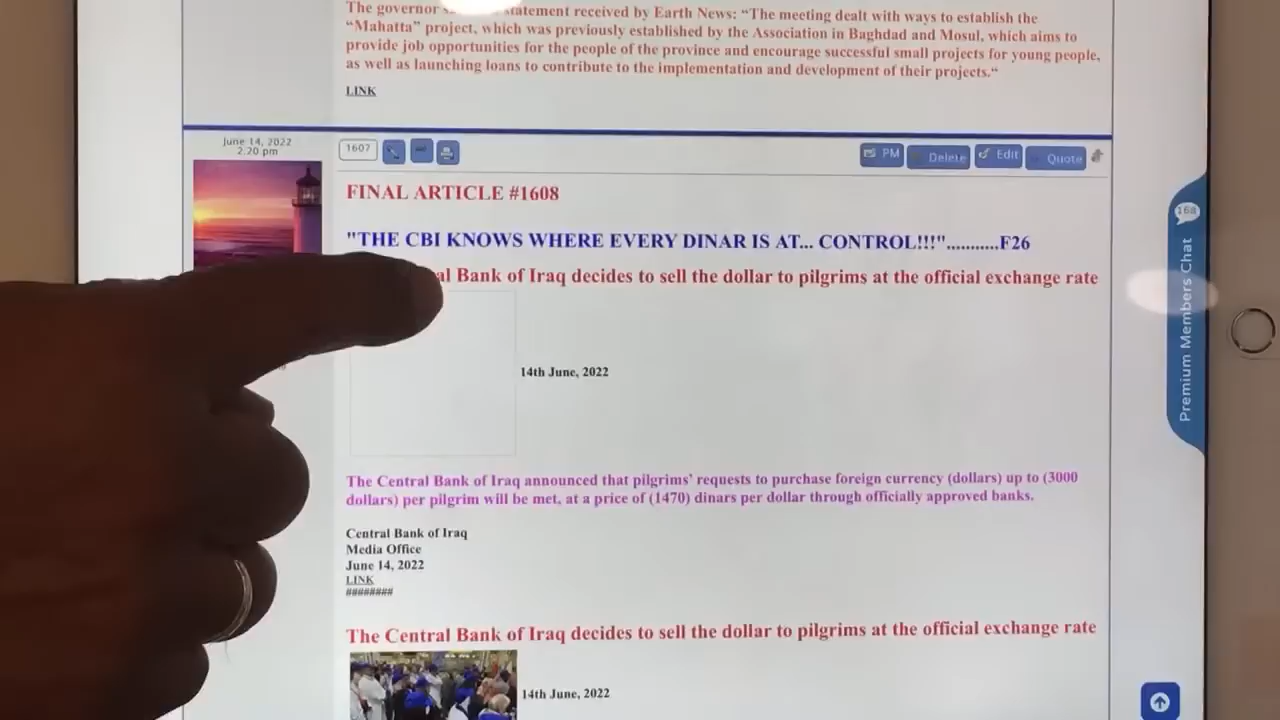 The governor statement received by Earth News: “The meeting dealt with ways to establish the
“Mahatta” project, which was previously established by the Association in Baghdad and Mosul, which aims to
provide job opportunities for the people of the province and encourage successful small projects for young people,
as well as launching loans to contribute to the implementation and development of their projects.“
LINK
June 14, 2022
2.20 pm
1607
PM
Delete
Edit
Quote
FINAL ARTICLE #1608
"THE CBI KNOWS WHERE EVERY DINAR IS AT... CONTROL!!!"...........F26
Bank of Iraq decides to sell the dollar to pilgrims at the official exchange rate
14th June, 2022
The Central Bank of Iraq announced that pilgrims’ requests to purchase foreign currency (dollars) up to (3000
dollars) per pilgrim will be met, at a price of (1470) dinars per dollar through officially approved banks.
Central Bank of Iraq
Media Office
June 14, 2022
LINK
########
The Central Bank of Iraq decides to sell the dollar to pilgrims at the official exchange rate
14th June, 2022
168
Premium Members Chat